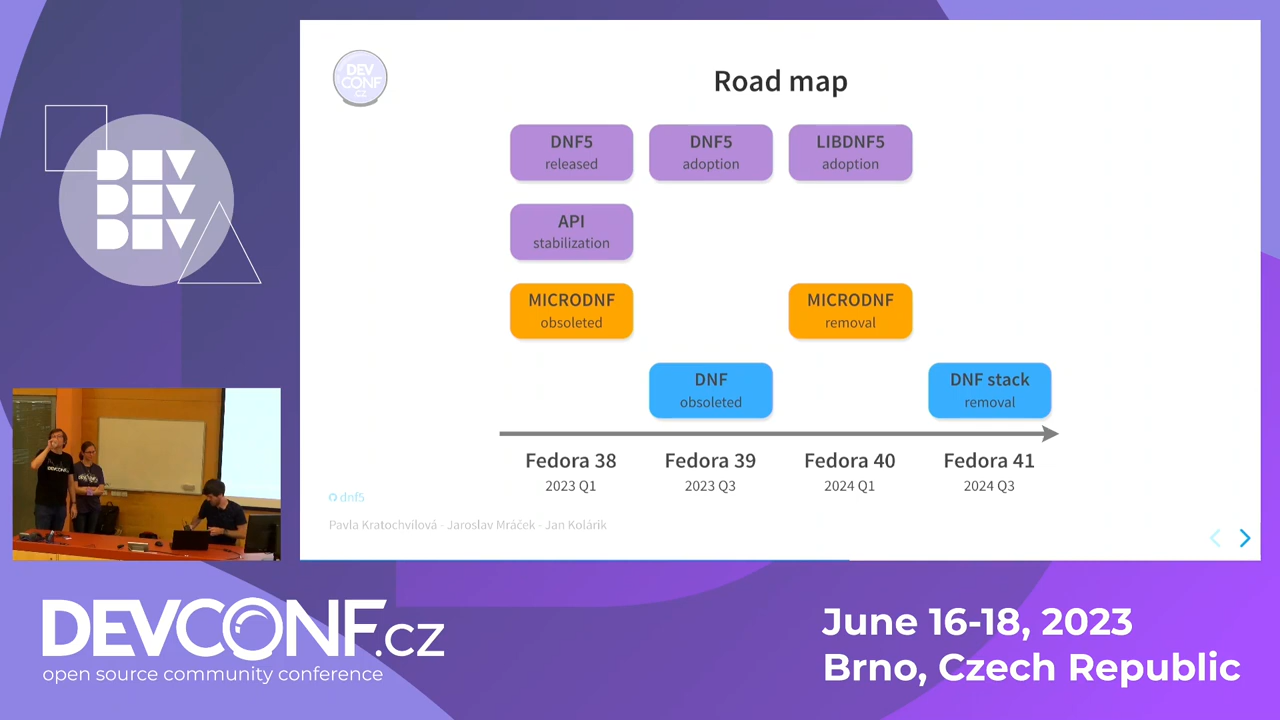 DEV
DEV
DEV
DEV
CONF
CZ
Road map
DNF5
released
DNF5
adoption
LIBDNF5
adoption
API
stabilization
MICRODNF
obsoleted
MICRODNF
removal
DNF
obsoleted
DNF stack
removal
Fedora 38
Fedora 39
Fedora 40
Fedora 41
2023 Q1
2023 Q3
2024 Q1
2024 Q3
dnf5
Pavla Kratochvílová - Jaroslav Mráček - Jan Kolárik
DEVCONF.cz
open source community conference
June 16-18, 2023
Brno, Czech Republic